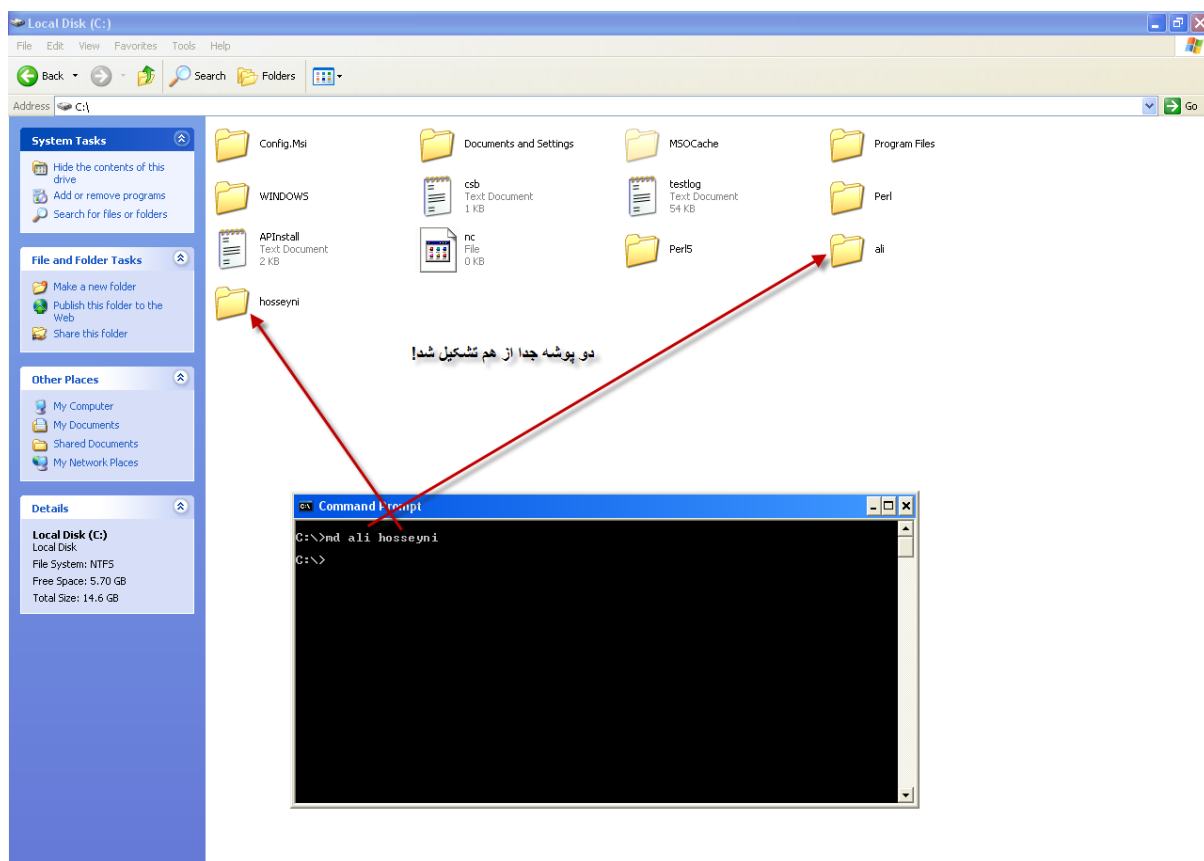 Local Disk (C:)
File Edit View Favorites Tools Help
Back Search Folders
Address C:\ Go
System Tasks
Hide the contents of this
drive
Add or remove programs
Search for files or folders
File and Folder Tasks
Make a new folder
Publish this folder to the
Web
Share this folder
Other Places
My Computer
My Documents
Shared Documents
My Network Places
Details
Local Disk (C:)
Local Disk
File System: NTFS
Free Space: 5.70 GB
Total Size: 14.6 GB
Config.Msi
Documents and Settings
MSOCache
Program Files
WINDOWS
csb
Text Document
1 KB
testlog
Text Document
54 KB
Perl
APInstall
Text Document
2 KB
nc
File
0 KB
Perl5
ali
hosseyni
دو پوشه جدا از هم تشکیل شد!
Command Prompt
C:\>md ali hosseyni
C:\>